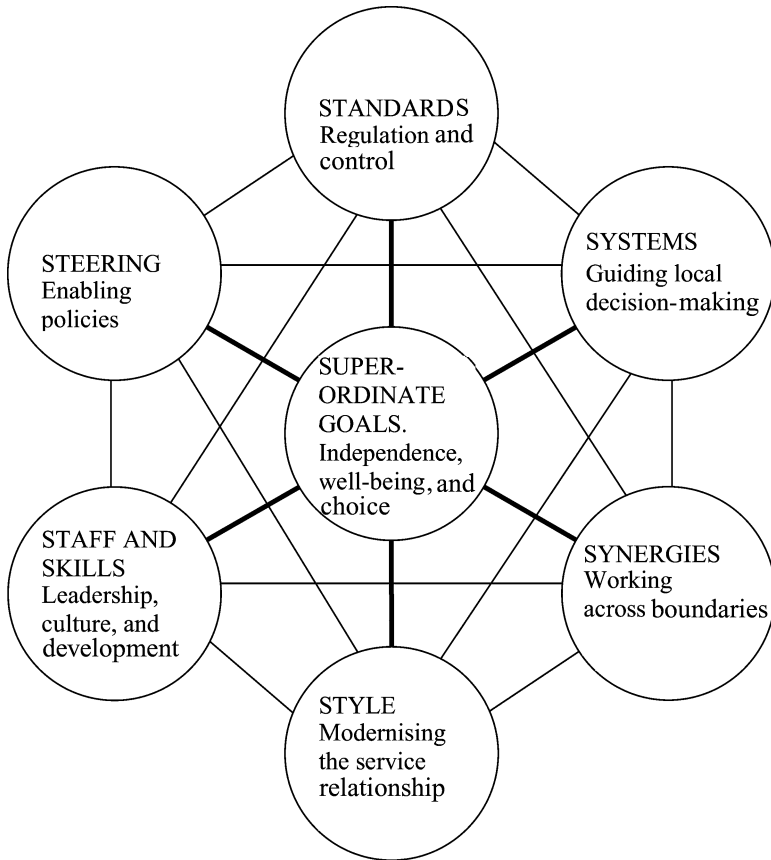 STANDARDS
Regulation and
control
STEERING
Enabling
policies
SYSTEMS
Guiding local
decision-making
SUPER-
ORDINATE
GOALS.
Independence,
well-being, and
choice
STAFF AND
SKILLS
Leadership,
culture, and
development
SYNERGIES
Working
across boundaries
STYLE
Modernising
the service
relationship